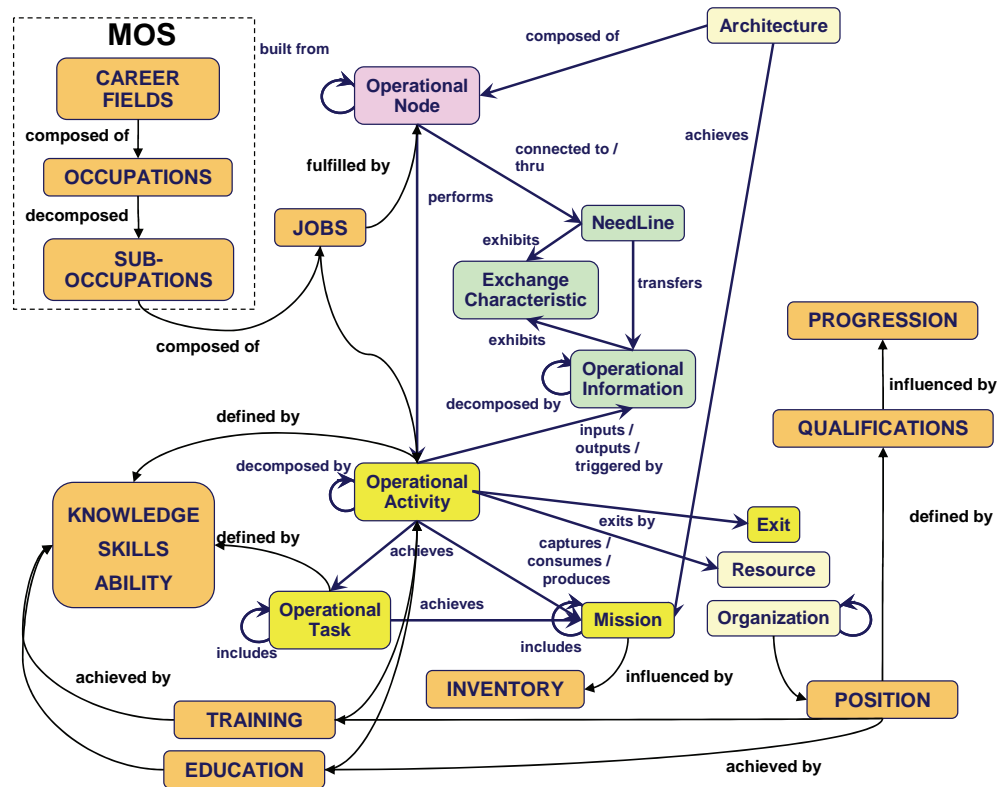 MOS
CAREER
FIELDS
composed of
OCCUPATIONS
decomposed
SUB-
OCCUPATIONS
composed of
JOBS
fulfilled by
built from
Operational
Node
composed of
Architecture
achieves
connected to /
thru
performs
NeedLine
exhibits
Exchange
Characteristic
transfers
exhibits
Operational
Information
decomposed by
inputs /
outputs /
triggered by
PROGRESSION
influenced by
QUALIFICATIONS
defined by
defined by
decomposed by
Operational
Activity
KNOWLEDGE
SKILLS
ABILITY
defined by
achieves
exits by
Exit
captures /
consumes /
produces
Resource
Operational
Task
includes
achieves
Mission
includes
Organization
influenced by
INVENTORY
POSITION
achieved by
TRAINING
EDUCATION
achieved by